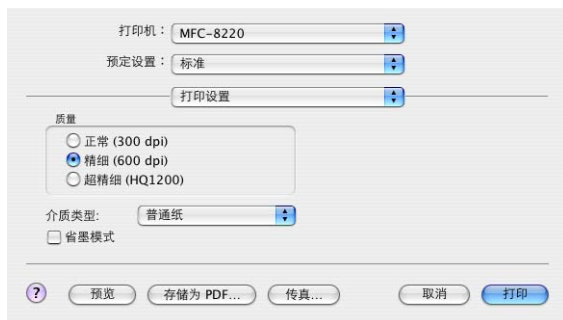 打印机： MFC-8220
预定设置： 标准
打印设置
质量
正常 (300 dpi)
精细 (600 dpi)
超精细 (HQ1200)
介质类型: 普通纸
省墨模式
? 预览 存储为 PDF... 传真... 取消 打印